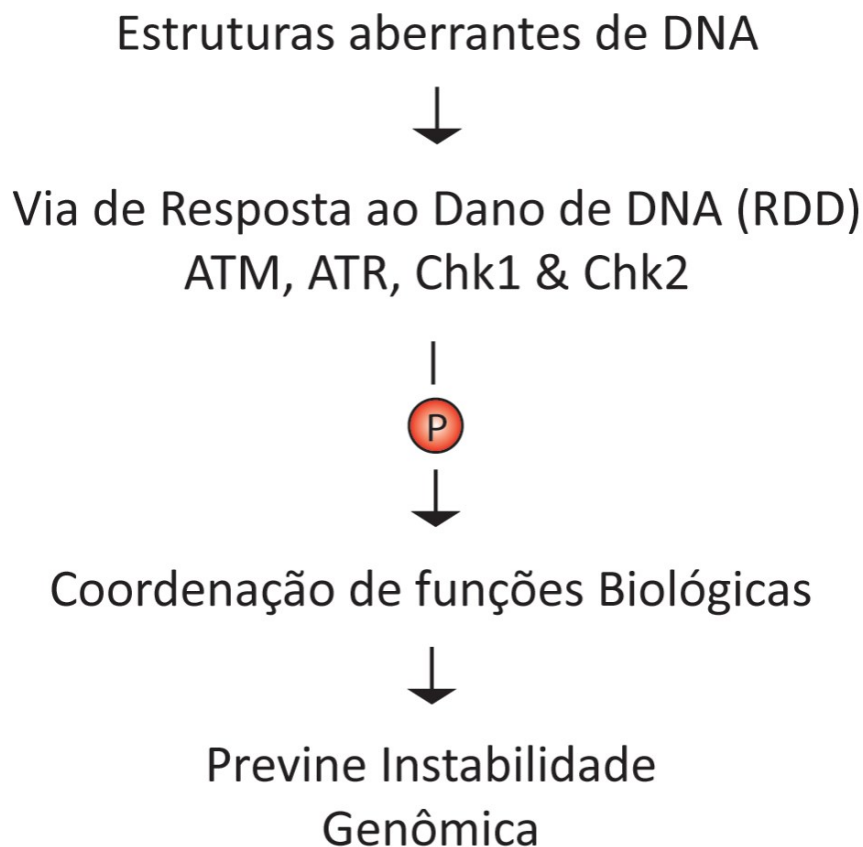 Estruturas aberrantes de DNA
Via de Resposta ao Dano de DNA (RDD)
ATM, ATR, Chk1 & Chk2
P
Coordenação de funções Biológicas
Previne Instabilidade
Genômica